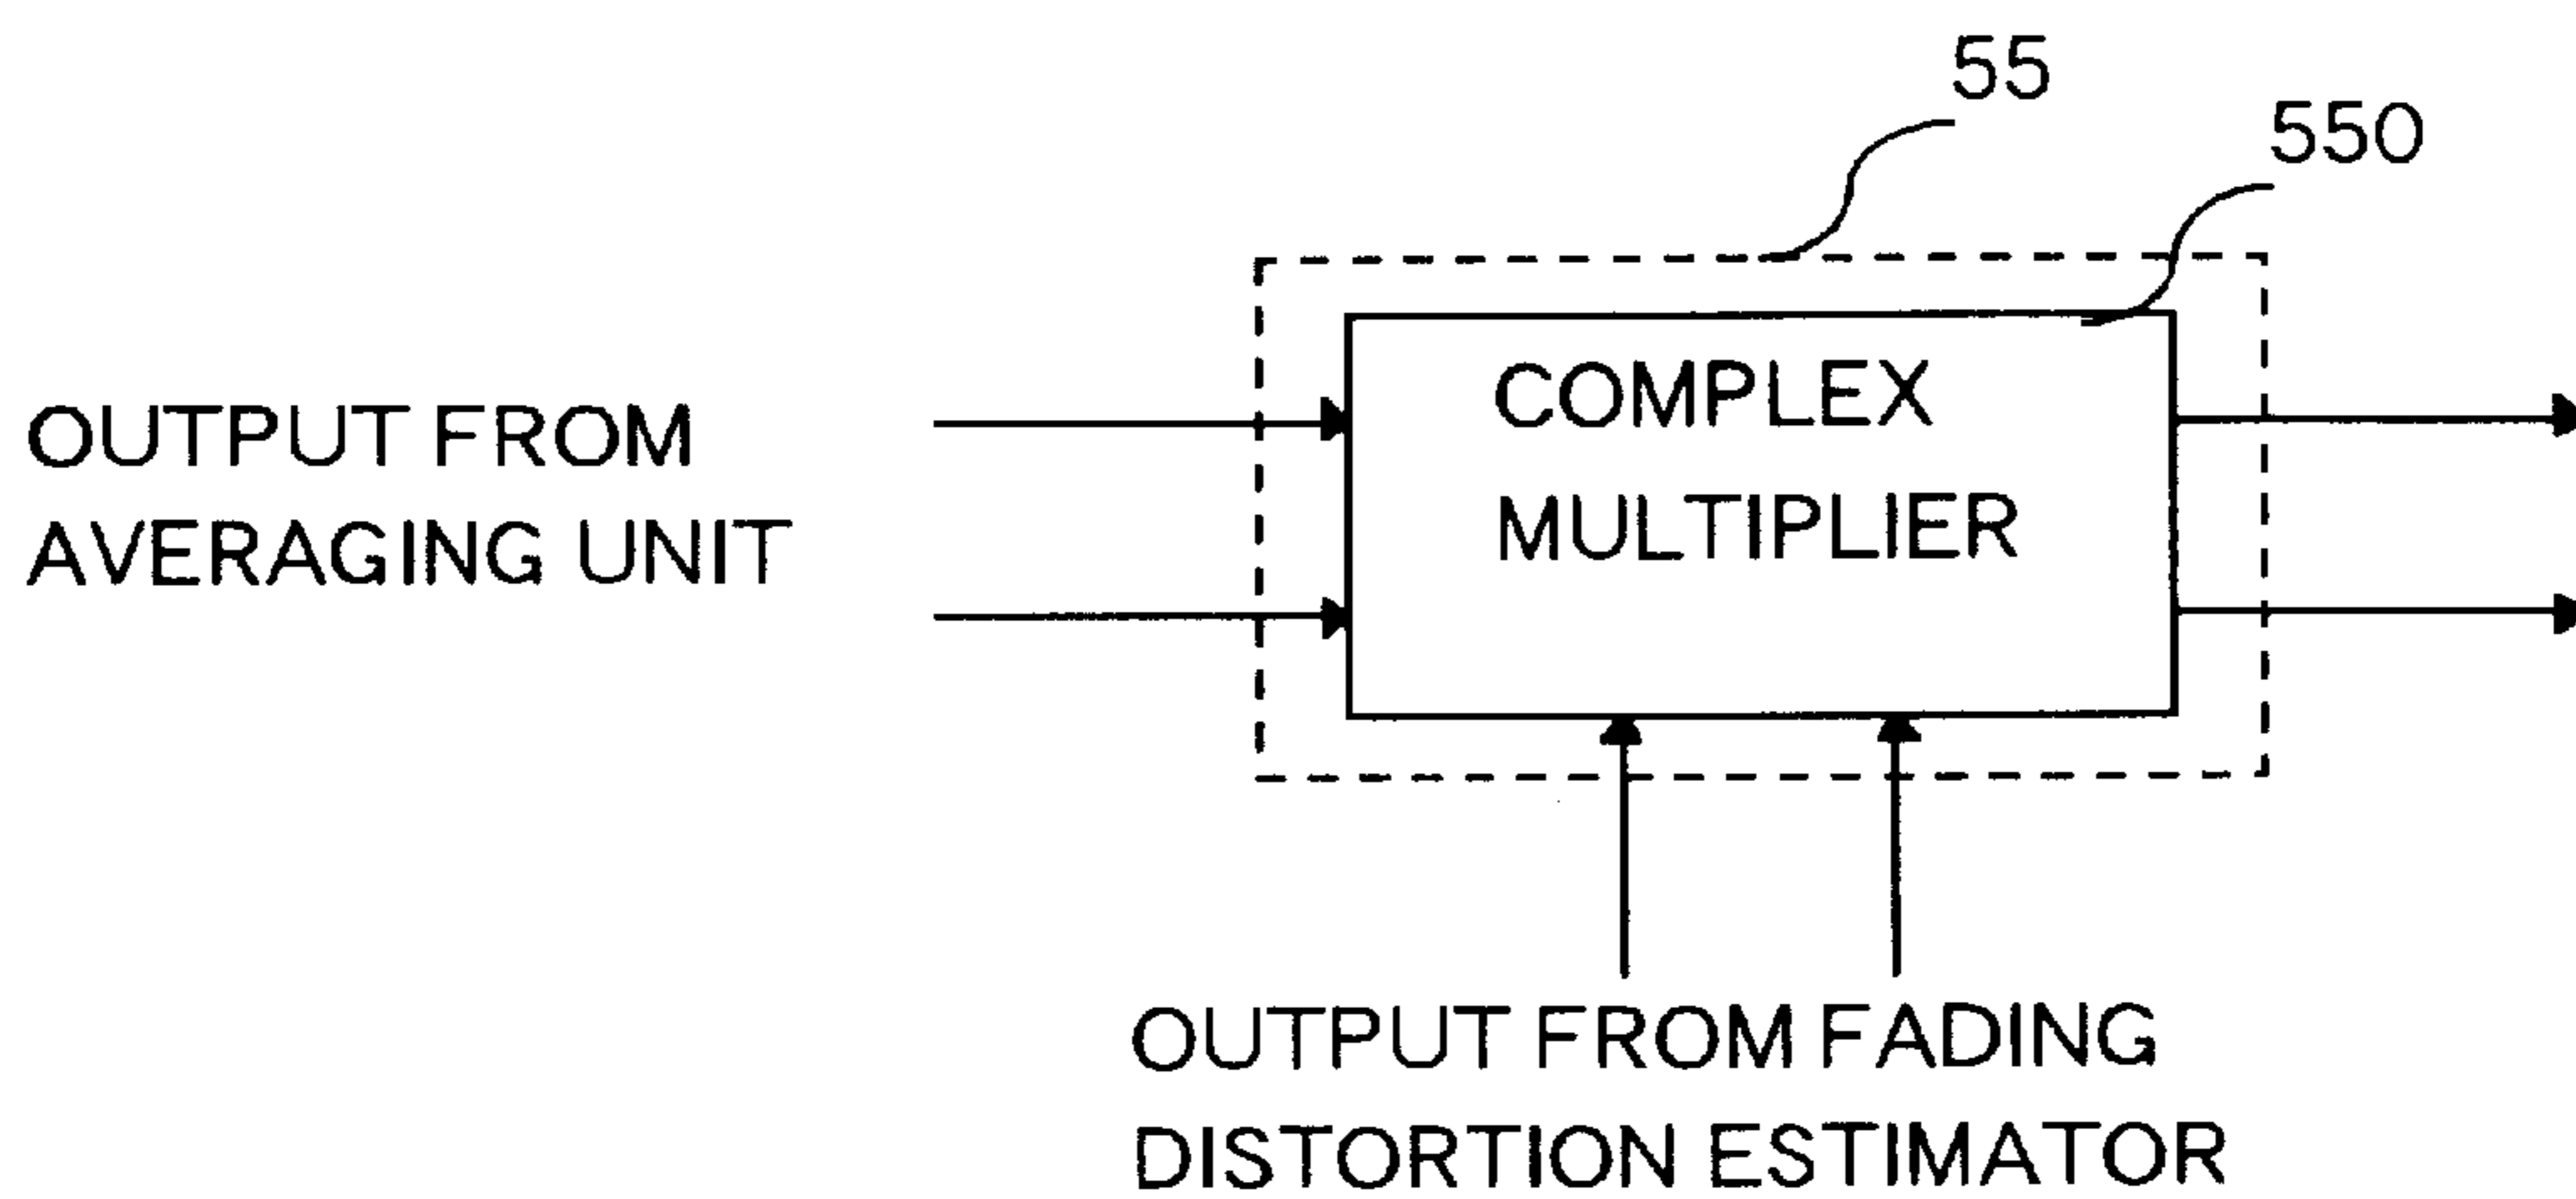 55
550
COMPLEX
MULTIPLIER
OUTPUT FROM
AVERAGING UNIT
OUTPUT FROM FADING
DISTORTION ESTIMATOR